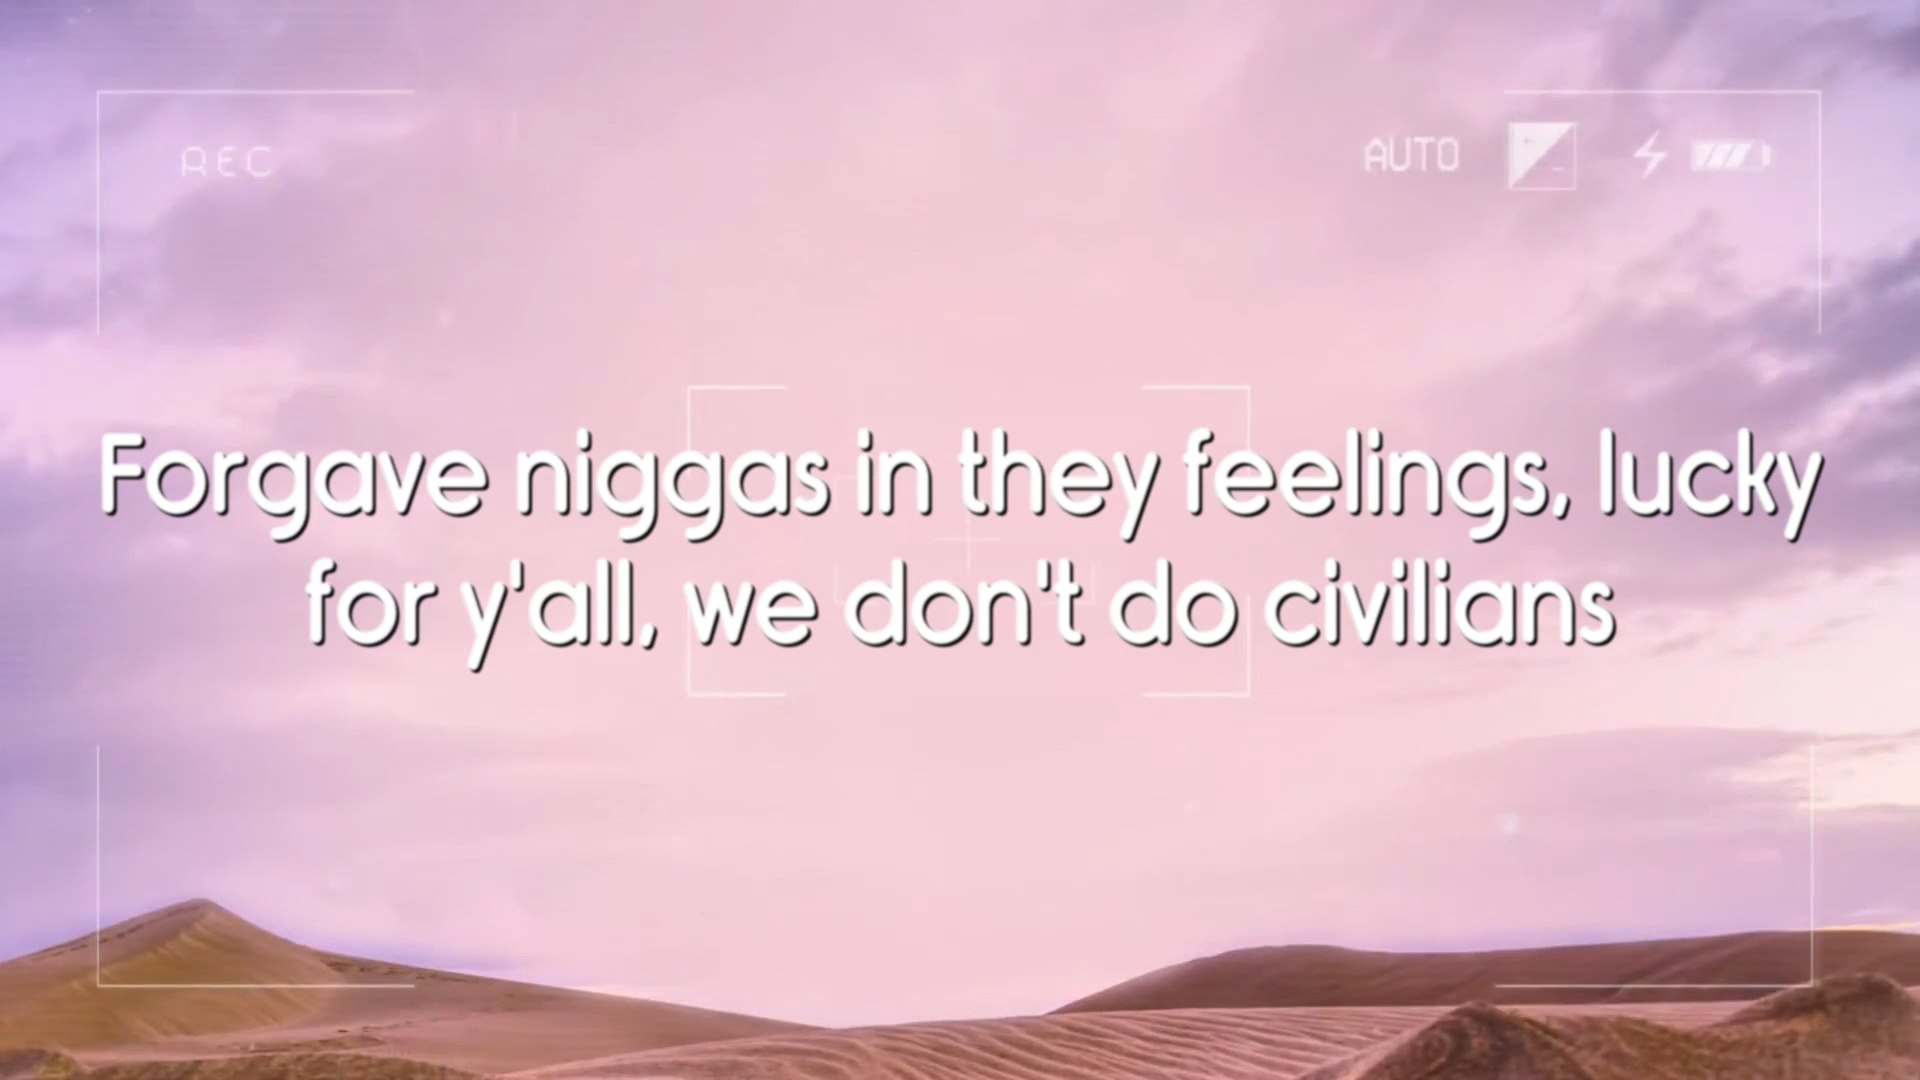 REC
AUTO
Forgave niggas in they feelings, lucky
for y'all, we don't do civilians